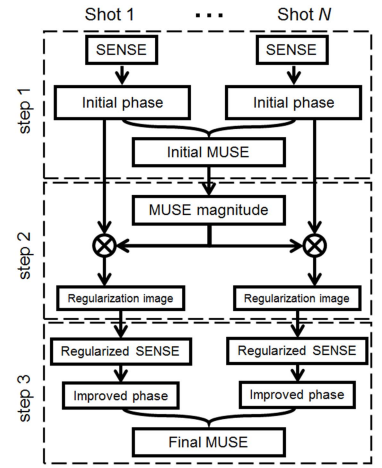 Shot 1 ... Shot N
SENSE SENSE
step 1
Initial phase Initial phase
Initial MUSE
step 2
MUSE magnitude
Regularization image Regularization image
step 3
Regularized SENSE Regularized SENSE
Improved phase Improved phase
Final MUSE